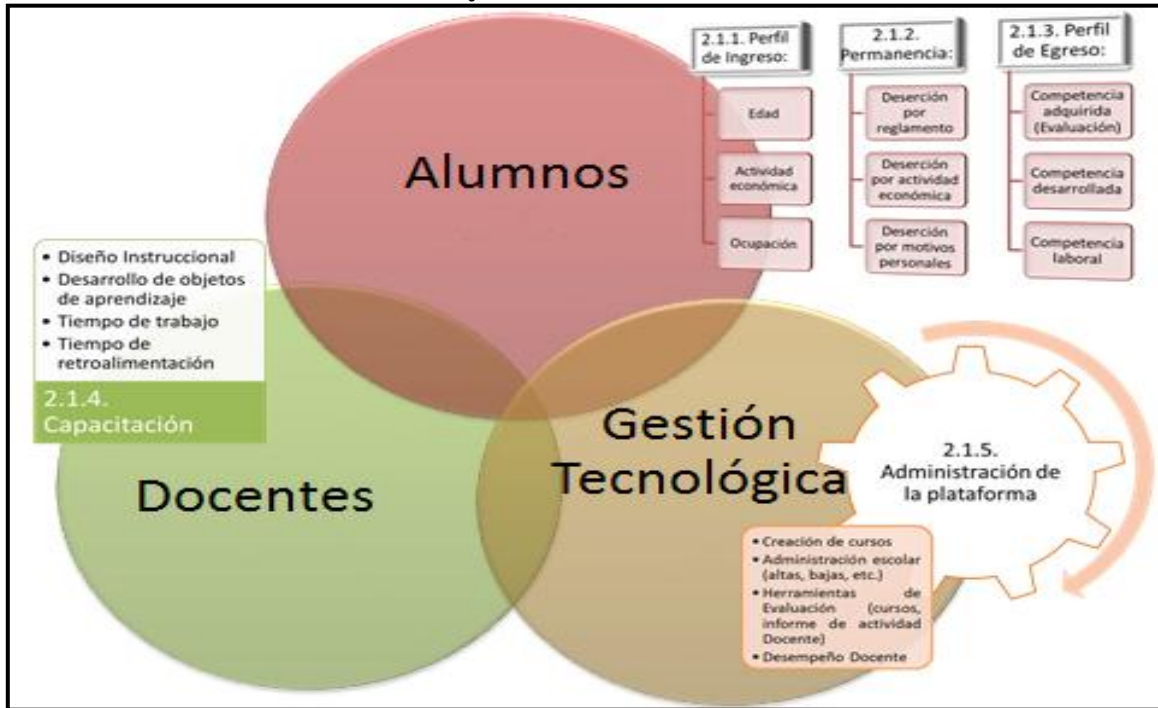 2.1.1. Perfil
de Ingreso:
Edad
Actividad
económica
Ocupación
2.1.2.
Permanencia:
Deserción
por
reglamento
Deserción
por actividad
económica
Deserción
por motivos
personales
2.1.3. Perfil
de Egreso:
Competencia
adquirida
(Evaluación)
Competencia
desarrollada
Competencia
laboral
Alumnos
• Diseño Instruccional
• Desarrollo de objetos
de aprendizaje
• Tiempo de trabajo
• Tiempo de
retroalimentación
2.1.4.
Capacitación
Docentes
Gestión
Tecnológica
2.1.5.
Administración de
la plataforma
• Creación de cursos
• Administración escolar
(altas, bajas, etc.)
• Herramientas de
Evaluación (cursos,
informe de actividad
Docente)
• Desempeño Docente